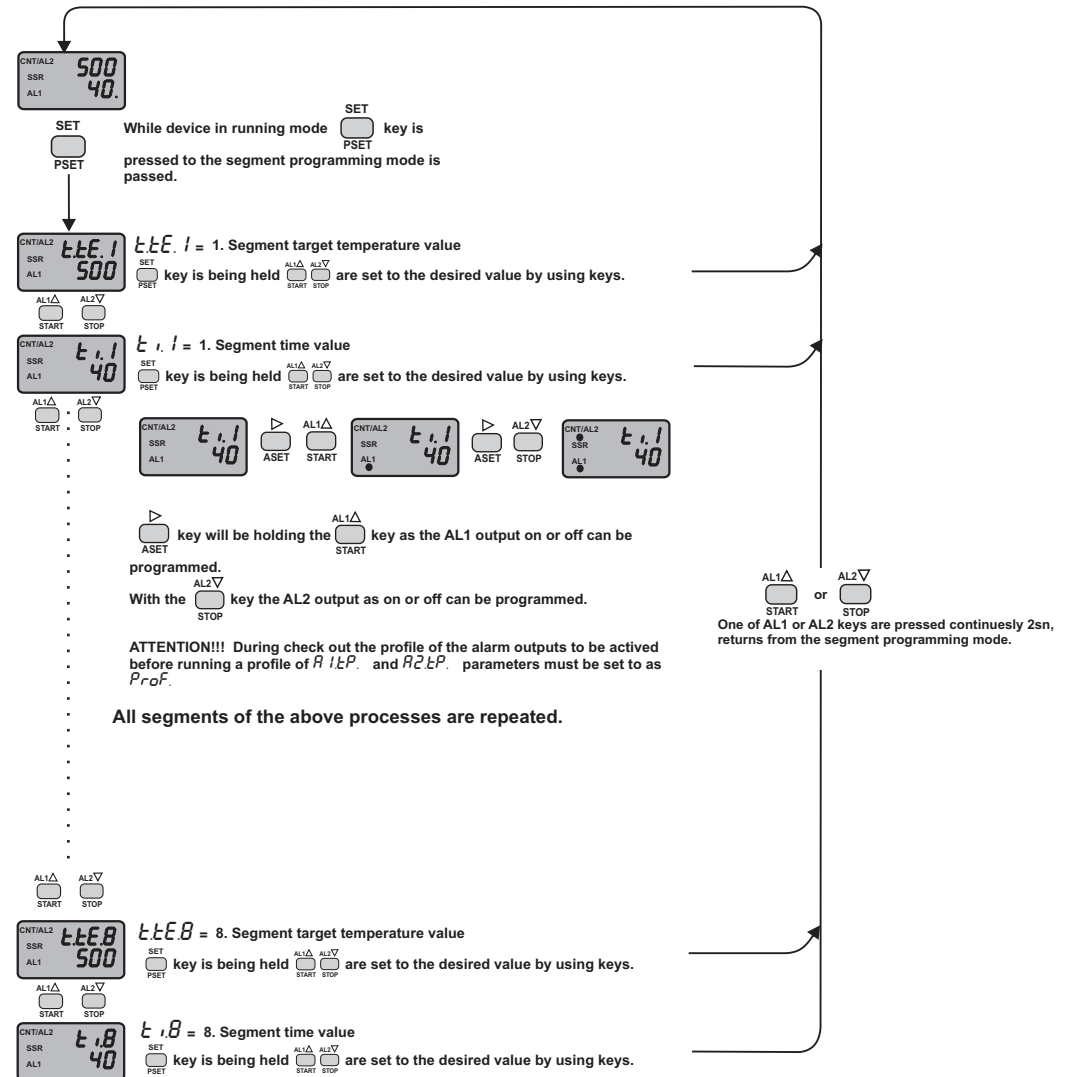 CNT/AL2 500
SSR
AL1 40.
SET
PSET
While device in running mode SET PSET key is
pressed to the segment programming mode is
passed.
CNT/AL2 t.tE.1
SSR
AL1 500
t.tE.1 = 1. Segment target temperature value
SET PSET key is being held AL1△ START AL2▽ STOP are set to the desired value by using keys.
AL1△ AL2▽
START STOP
CNT/AL2 ti.1
SSR
AL1 40
ti.1 = 1. Segment time value
SET PSET key is being held AL1△ START AL2▽ STOP are set to the desired value by using keys.
AL1△ AL2▽
START STOP
CNT/AL2 ti.1
SSR
AL1 40
▷ AL1△
ASET START
CNT/AL2 ti.1
SSR
AL1 40
▷ AL2▽
ASET STOP
CNT/AL2 ti.1
SSR
AL1 40
▷ ASET key will be holding the AL1△ START key as the AL1 output on or off can be
programmed.
With the AL2▽ STOP key the AL2 output as on or off can be programmed.
ATTENTION!!! During check out the profile of the alarm outputs to be actived
before running a profile of A1.tP. and A2.tP. parameters must be set to as
ProF.
All segments of the above processes are repeated.
AL1△ START or AL2▽ STOP
One of AL1 or AL2 keys are pressed continuesly 2sn,
returns from the segment programming mode.
AL1△ AL2▽
START STOP
CNT/AL2 t.tE.8
SSR
AL1 500
t.tE.8 = 8. Segment target temperature value
SET PSET key is being held AL1△ START AL2▽ STOP are set to the desired value by using keys.
AL1△ AL2▽
START STOP
CNT/AL2 ti.8
SSR
AL1 40
ti.8 = 8. Segment time value
SET PSET key is being held AL1△ START AL2▽ STOP are set to the desired value by using keys.